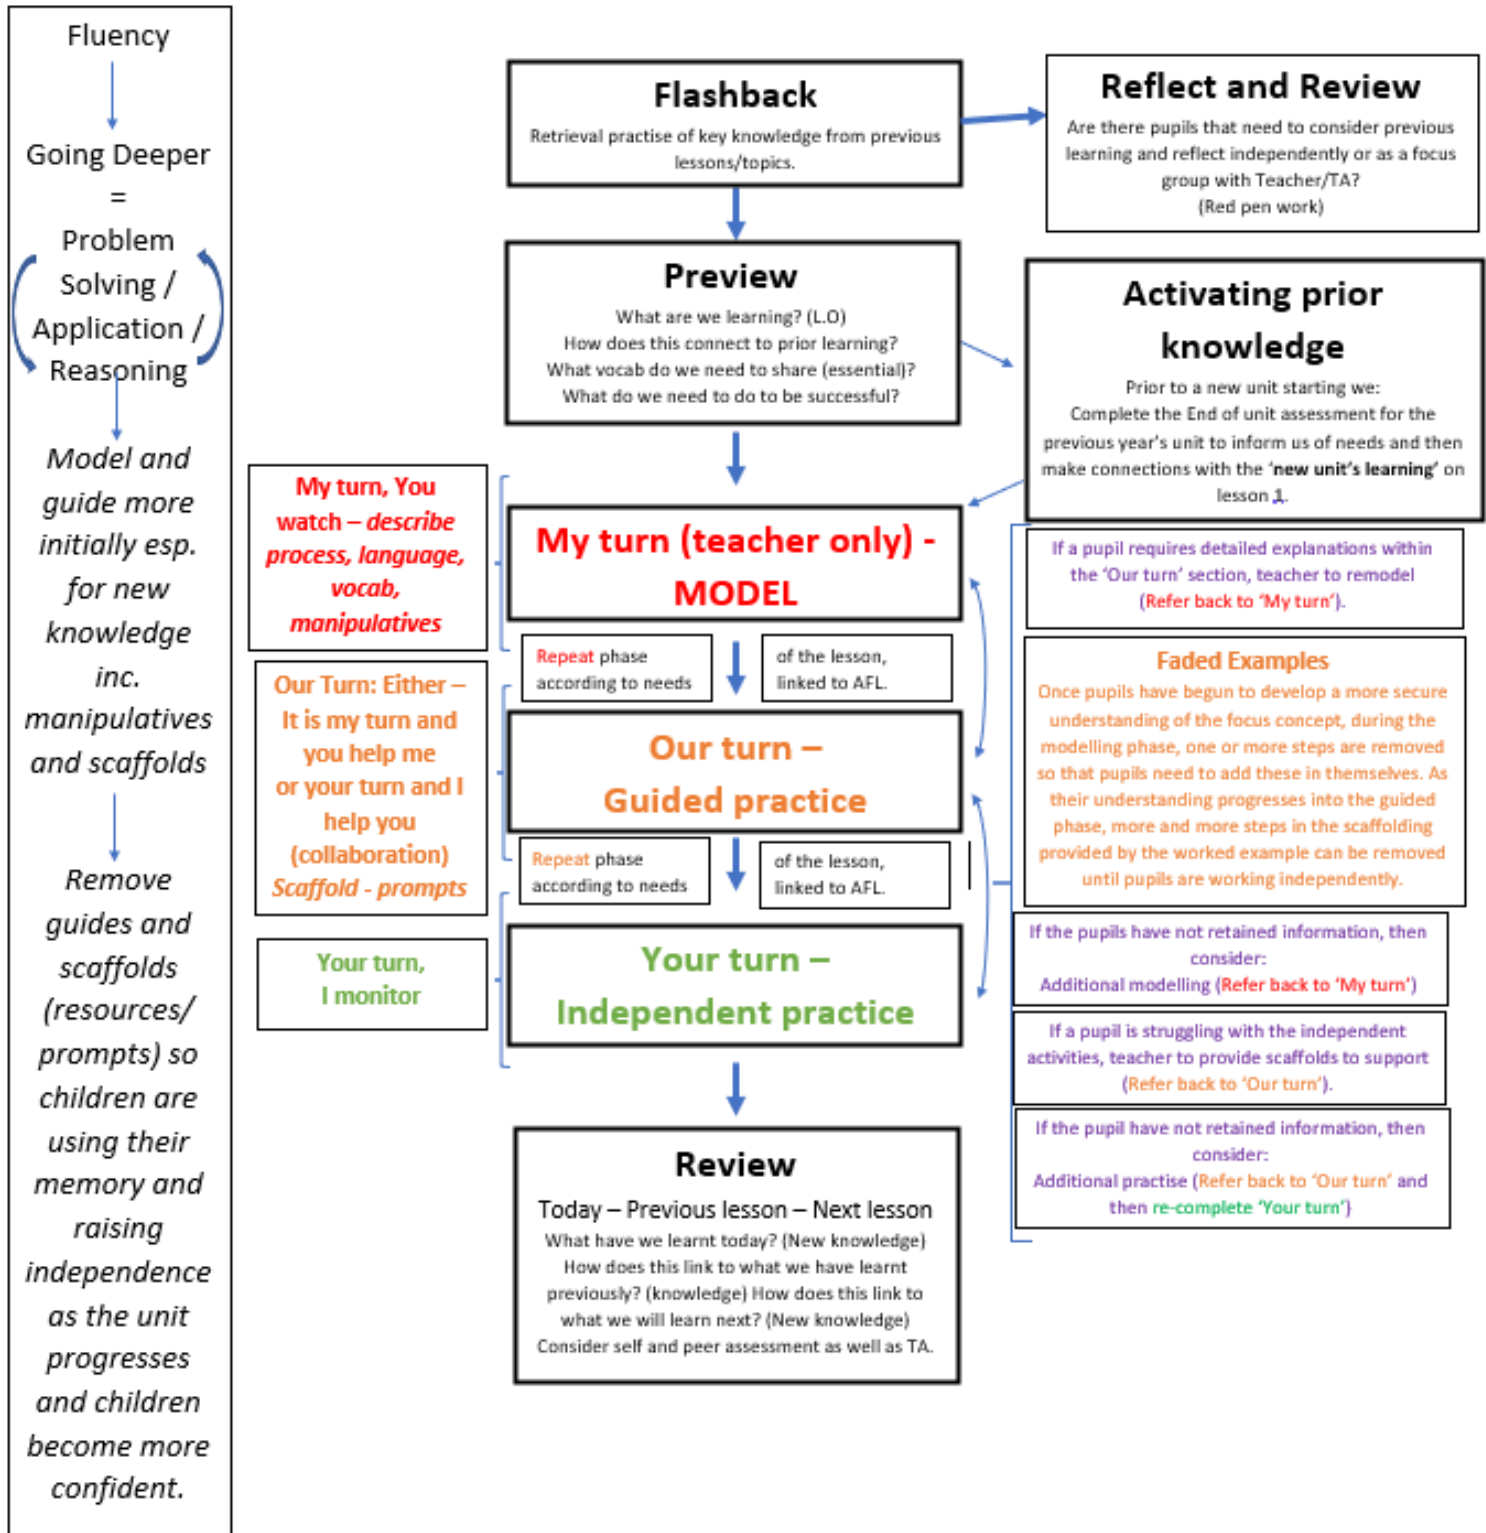 Fluency
Going Deeper
=
Problem
Solving /
Application /
Reasoning
Model and
guide more
initially esp.
for new
knowledge
inc.
manipulatives
and scaffolds
Remove
guides and
scaffolds
(resources/
prompts) so
children are
using their
memory and
raising
independence
as the unit
progresses
and children
become more
confident.
Flashback
Retrieval practise of key knowledge from previous
lessons/topics.
Reflect and Review
Are there pupils that need to consider previous
learning and reflect independently or as a focus
group with Teacher/TA?
(Red pen work)
Preview
What are we learning? (L.O)
How does this connect to prior learning?
What vocab do we need to share (essential)?
What do we need to do to be successful?
Activating prior
knowledge
Prior to a new unit starting we:
Complete the End of unit assessment for the
previous year's unit to inform us of needs and then
make connections with the 'new unit's learning' on
lesson 1.
My turn, You
watch – describe
process, language,
vocab,
manipulatives
My turn (teacher only) -
MODEL
If a pupil requires detailed explanations within
the 'Our turn' section, teacher to remodel
(Refer back to 'My turn').
Repeat phase
according to needs
of the lesson,
linked to AFL.
Our Turn: Either –
It is my turn and
you help me
or your turn and I
help you
(collaboration)
Scaffold - prompts
Our turn –
Guided practice
Faded Examples
Once pupils have begun to develop a more secure
understanding of the focus concept, during the
modelling phase, one or more steps are removed
so that pupils need to add these in themselves. As
their understanding progresses into the guided
phase, more and more steps in the scaffolding
provided by the worked example can be removed
until pupils are working independently.
Repeat phase
according to needs
of the lesson,
linked to AFL.
Your turn,
I monitor
Your turn –
Independent practice
If the pupils have not retained information, then
consider:
Additional modelling (Refer back to 'My turn')
If a pupil is struggling with the independent
activities, teacher to provide scaffolds to support
(Refer back to 'Our turn').
If the pupil have not retained information, then
consider:
Additional practise (Refer back to 'Our turn' and
then re-complete 'Your turn')
Review
Today – Previous lesson – Next lesson
What have we learnt today? (New knowledge)
How does this link to what we have learnt
previously? (knowledge) How does this link to
what we will learn next? (New knowledge)
Consider self and peer assessment as well as TA.